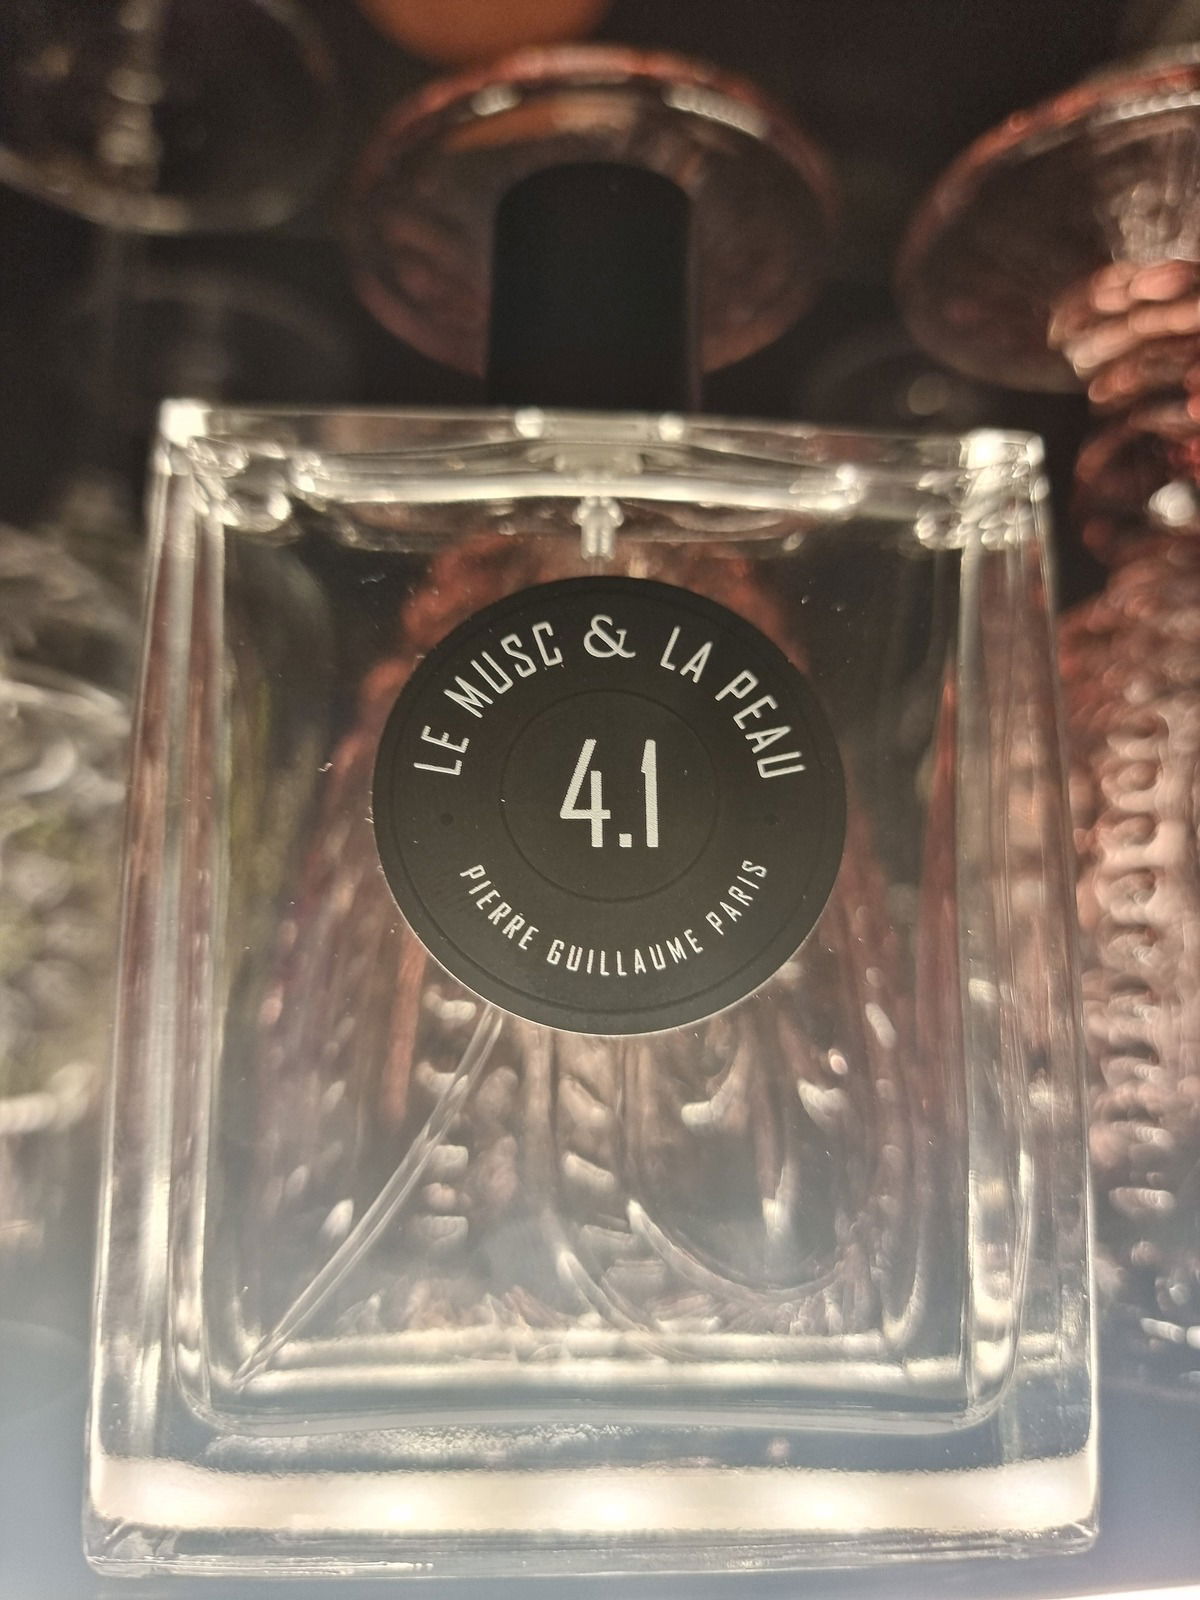 LE MUSC & LA PEAU
4.1
PIERRE GUILLAUME PARIS